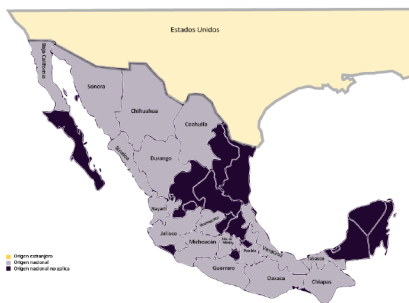 Estados Unidos
Baja California
Sonora
Chihuahua
Coahuila
Sinaloa
Durango
Nayarit
Jalisco
Michoacán
Guerrero
Puebla
Veracruz
Oaxaca
Tabasco
Chiapas
Origen extranjero
Origen nacional
Origen nacional no aplica